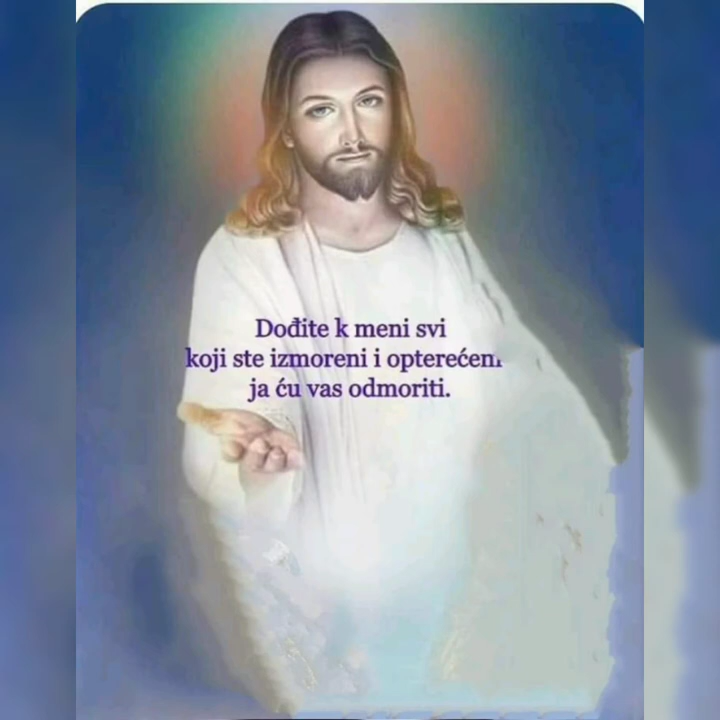 Dođite k meni svi
koji ste izmoreni i opterećeni
ja ću vas odmoriti.